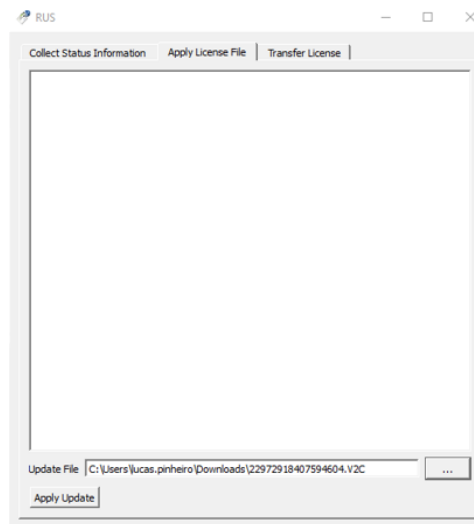 RUS
Collect Status Information Apply License File Transfer License
Update File C:\Users\lucas.pinheiro\Downloads\22972918407594604.V2C ...
Apply Update